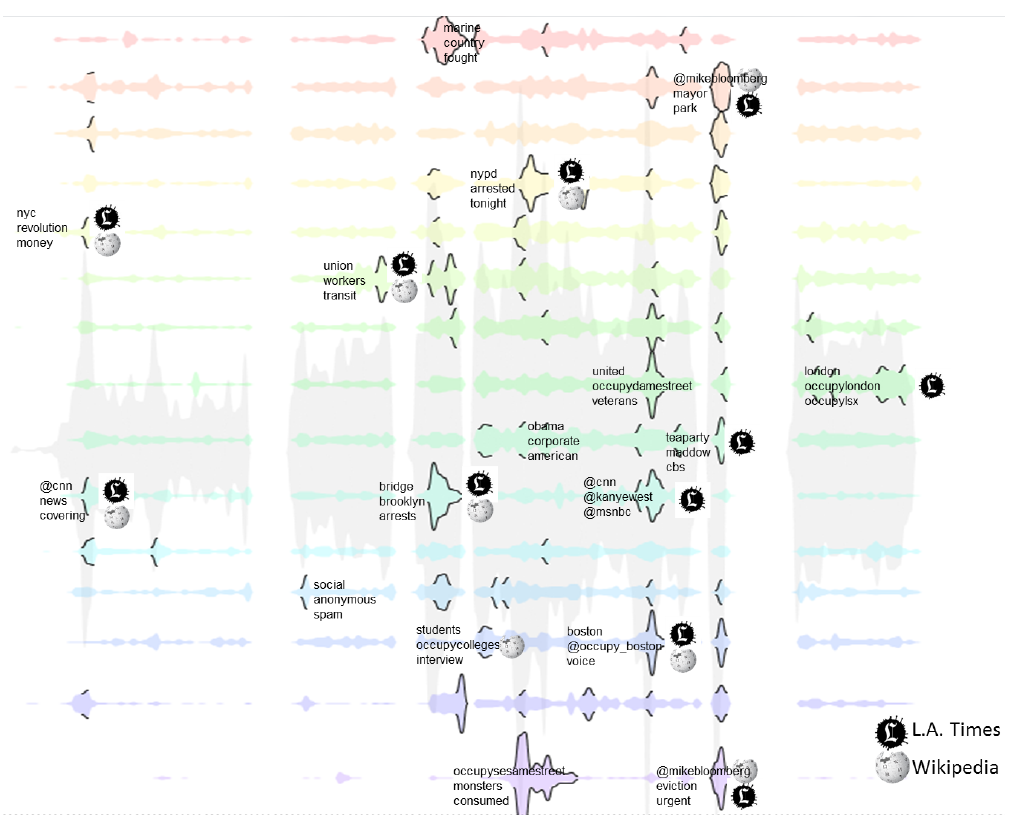 marine
country
fought
@mikebloomberg
mayor
park
nypd
arrested
tonight
nyc
revolution
money
union
workers
transit
united
occupydamestreet
veterans
london
occupylondon
occupylsx
obama
corporate
american
teaparty
maddow
cbs
@cnn
news
covering
bridge
brooklyn
arrests
@cnn
@kanyewest
@msnbc
social
anonymous
spam
students
occupycolleges
interview
boston
@occupy_boston
voice
occupysesamestreet
monsters
consumed
@mikebloomberg
eviction
urgent
L.A. Times
Wikipedia